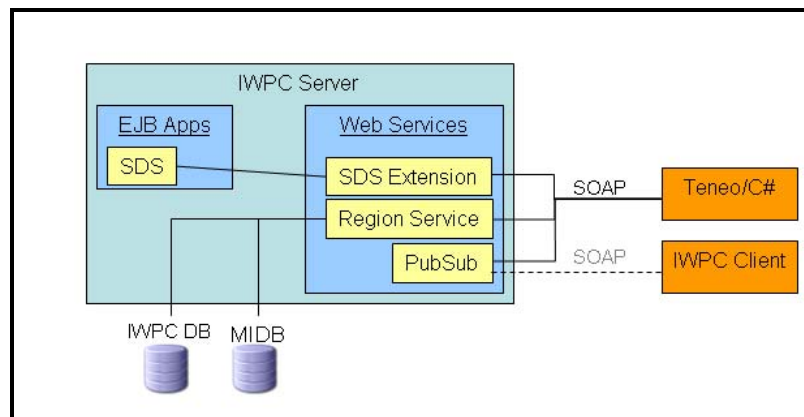 IWPC Server
EJB Apps
SDS
Web Services
SDS Extension
Region Service
PubSub
SOAP
Teneo/C#
SOAP
IWPC Client
IWPC DB
MIDB